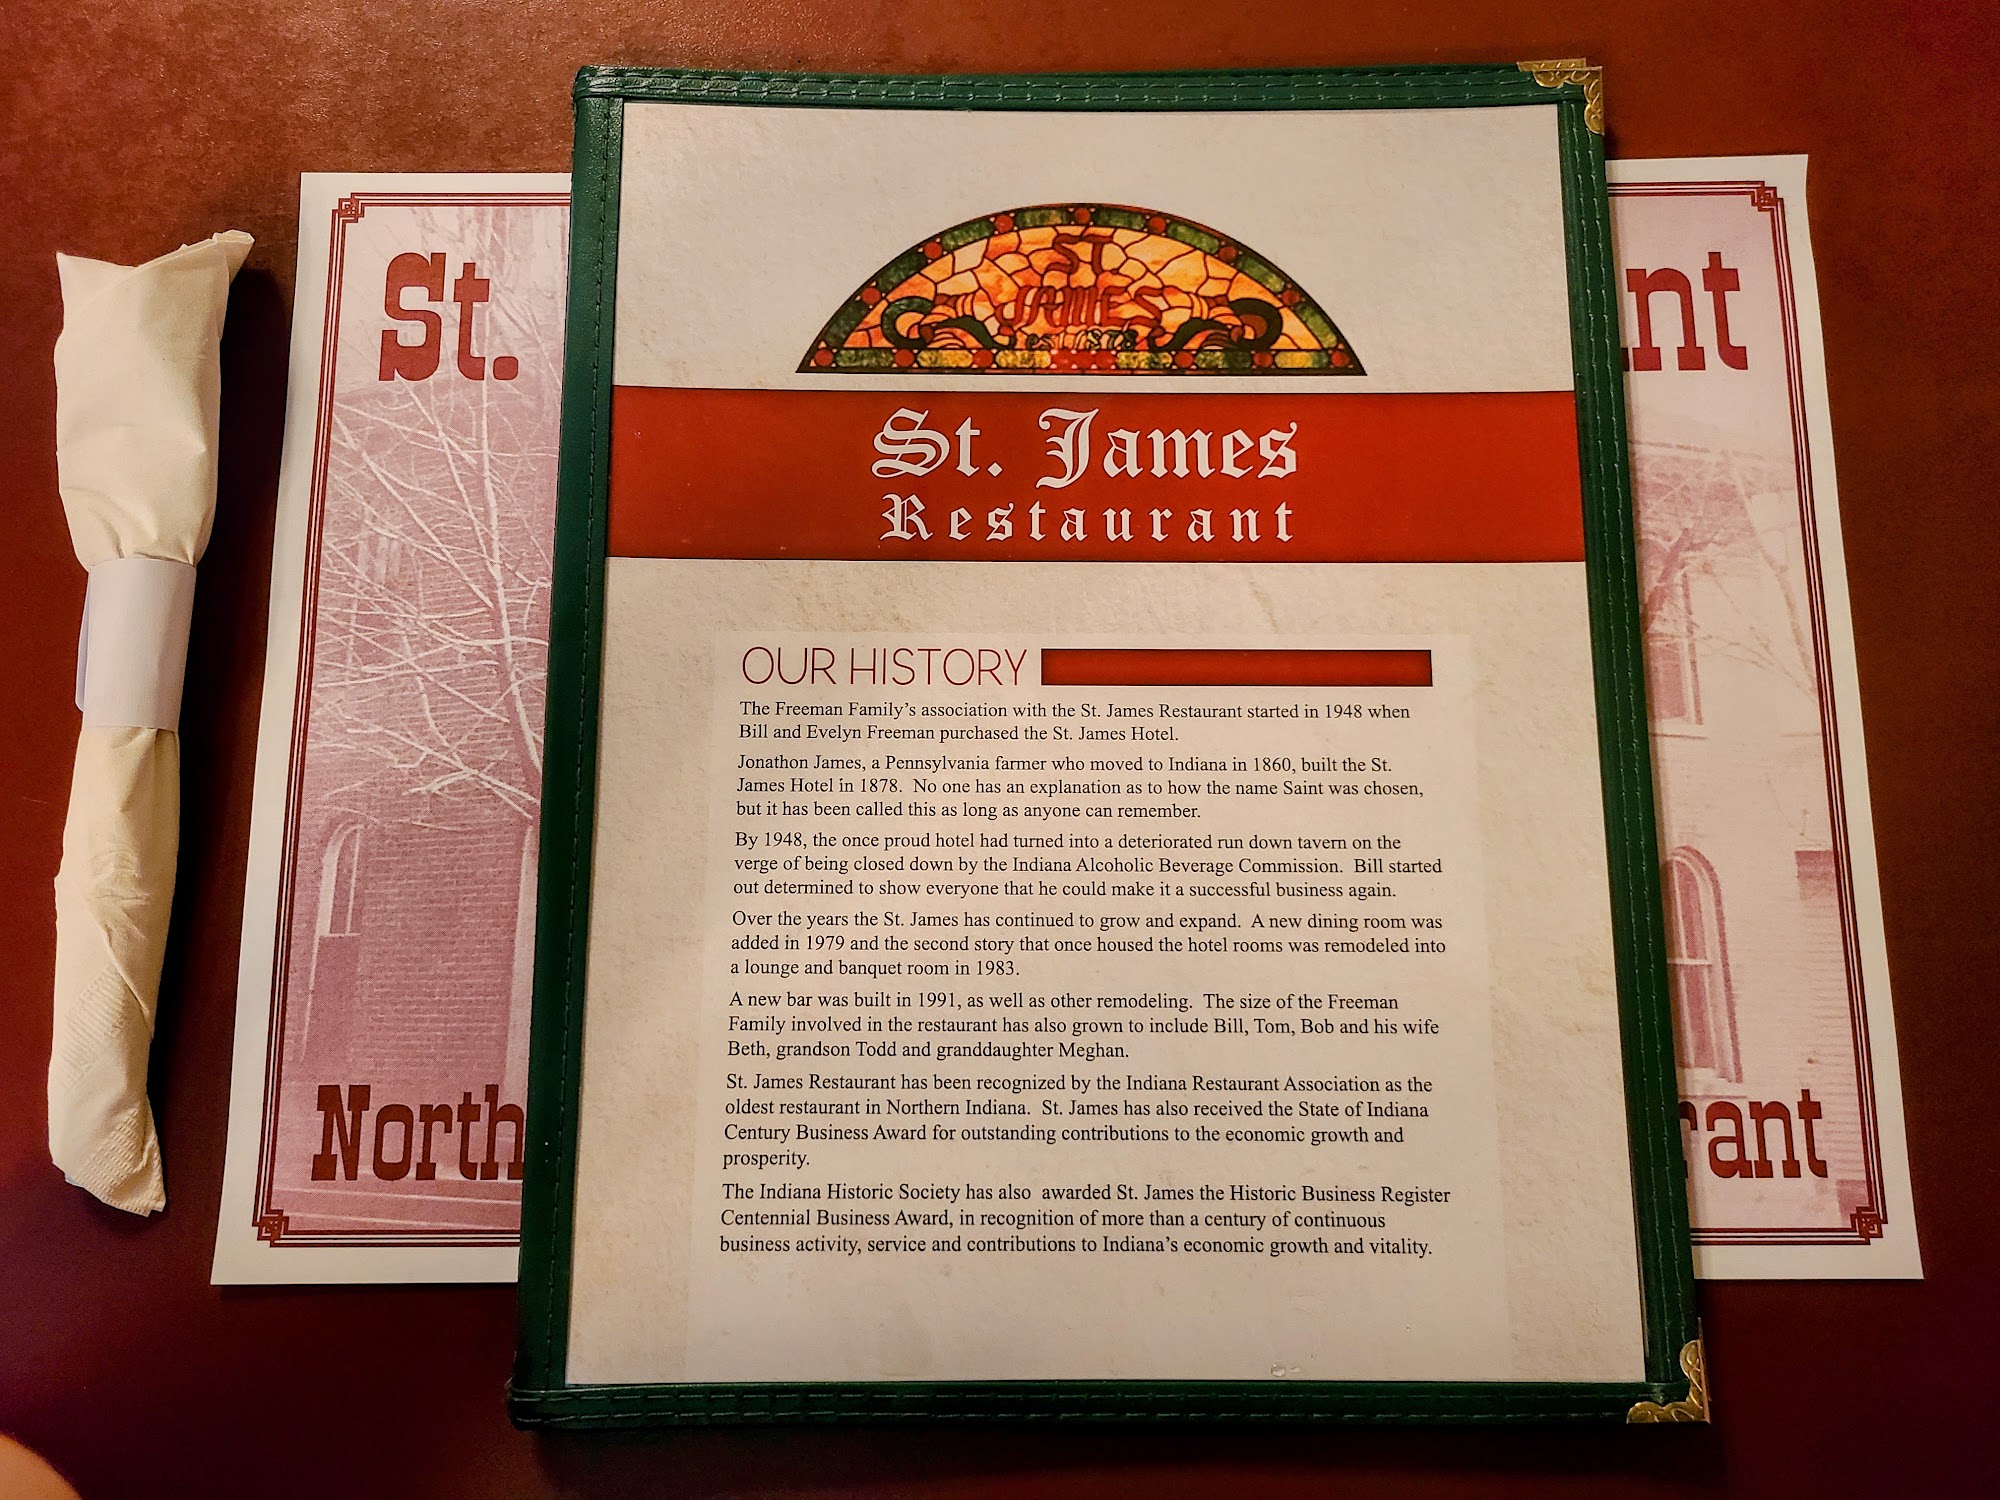 St.
ant
ST.
JAMES
est. 1878
St. James
Restaurant
OUR HISTORY
The Freeman Family's association with the St. James Restaurant started in 1948 when
Bill and Evelyn Freeman purchased the St. James Hotel.
Jonathon James, a Pennsylvania farmer who moved to Indiana in 1860, built the St.
James Hotel in 1878. No one has an explanation as to how the name Saint was chosen,
but it has been called this as long as anyone can remember.
By 1948, the once proud hotel had turned into a deteriorated run down tavern on the
verge of being closed down by the Indiana Alcoholic Beverage Commission. Bill started
out determined to show everyone that he could make it a successful business again.
Over the years the St. James has continued to grow and expand. A new dining room was
added in 1979 and the second story that once housed the hotel rooms was remodeled into
a lounge and banquet room in 1983.
A new bar was built in 1991, as well as other remodeling. The size of the Freeman
Family involved in the restaurant has also grown to include Bill, Tom, Bob and his wife
Beth, grandson Todd and granddaughter Meghan.
St. James Restaurant has been recognized by the Indiana Restaurant Association as the
oldest restaurant in Northern Indiana. St. James has also received the State of Indiana
Century Business Award for outstanding contributions to the economic growth and
prosperity.
The Indiana Historic Society has also awarded St. James the Historic Business Register
Centennial Business Award, in recognition of more than a century of continuous
business activity, service and contributions to Indiana's economic growth and vitality.
North
rant